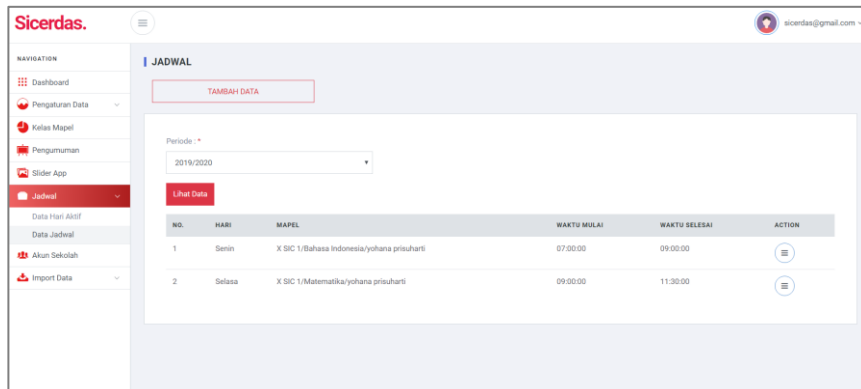 Sicerdas.
sicerdas@gmail.com
NAVIGATION
Dashboard
Pengaturan Data
Kelas Mapel
Pengumuman
Slider App
Jadwal
Data Hari Aktif
Data Jadwal
Akun Sekolah
Import Data
JADWAL
TAMBAH DATA
Periode : *
2019/2020
Lihat Data
NO. HARI MAPEL WAKTU MULAI WAKTU SELESAI ACTION
1 Senin X SIC 1/Bahasa Indonesia/yohana prisuharti 07:00:00 09:00:00
2 Selasa X SIC 1/Matematika/yohana prisuharti 09:00:00 11:30:00